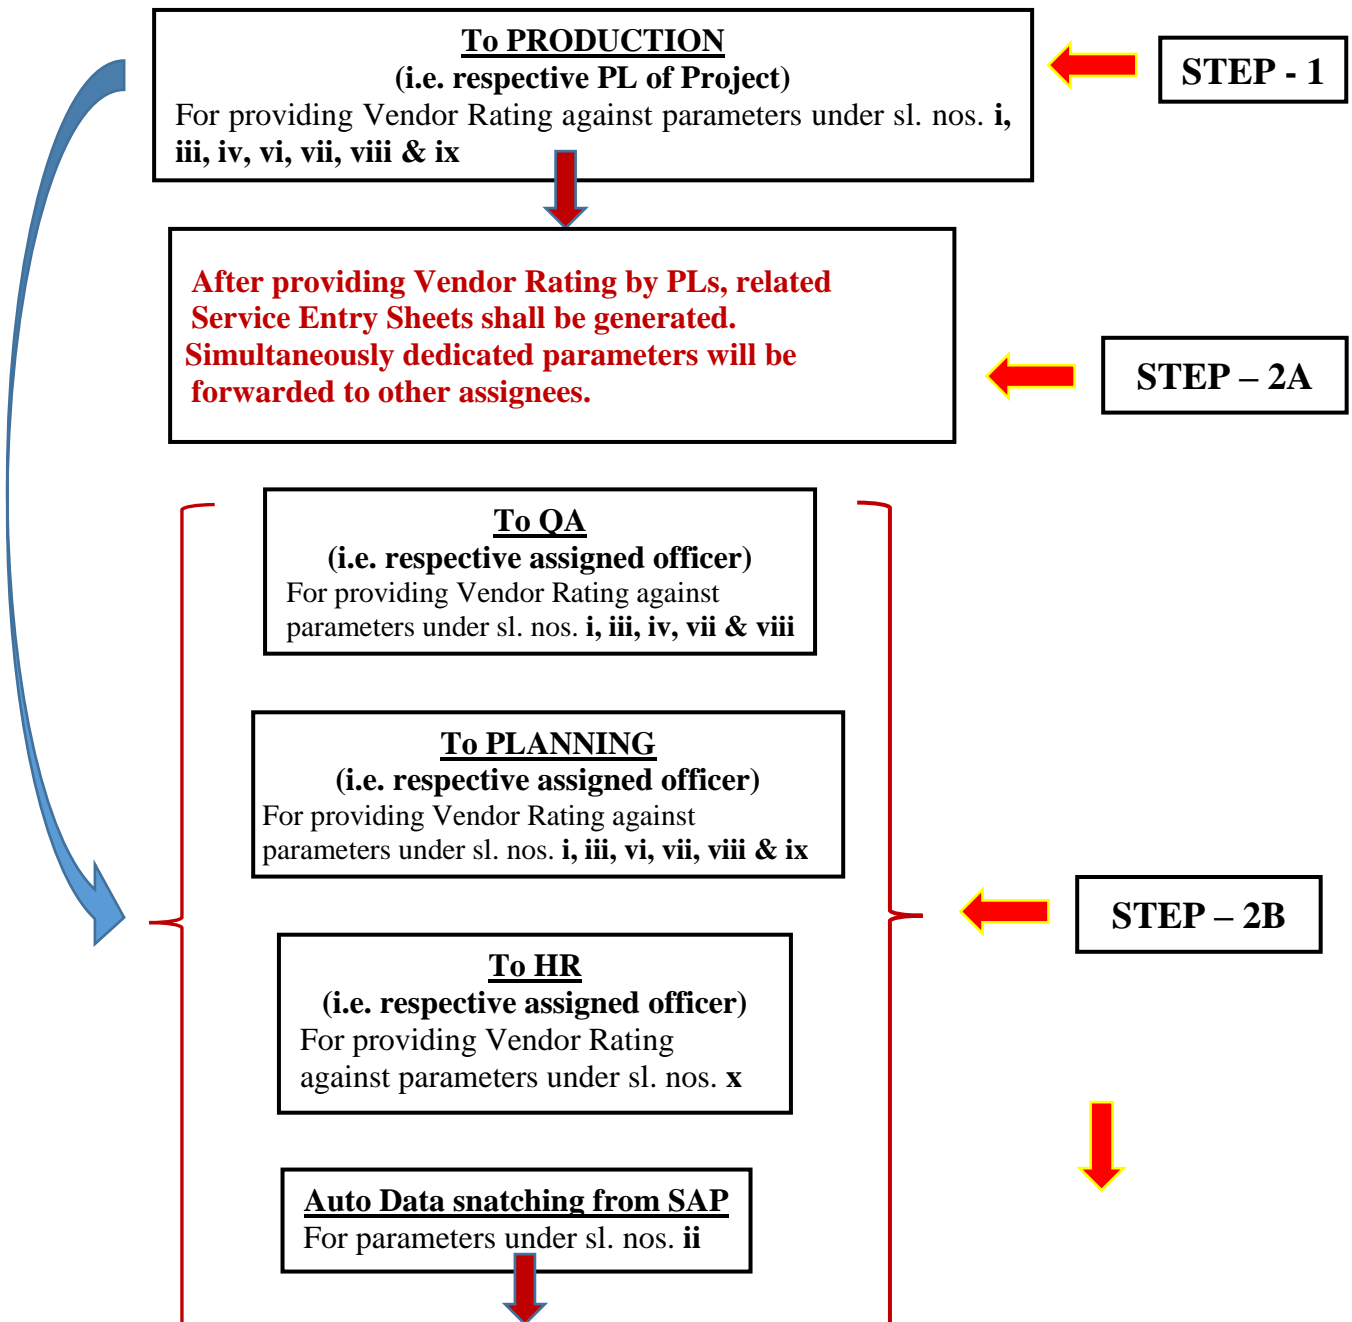 To PRODUCTION
(i.e. respective PL of Project)
For providing Vendor Rating against parameters under sl. nos. i,
iii, iv, vi, vii, viii & ix
STEP - 1
After providing Vendor Rating by PLs, related
Service Entry Sheets shall be generated.
Simultaneously dedicated parameters will be
forwarded to other assignees.
STEP – 2A
To QA
(i.e. respective assigned officer)
For providing Vendor Rating against
parameters under sl. nos. i, iii, iv, vii & viii
To PLANNING
(i.e. respective assigned officer)
For providing Vendor Rating against
parameters under sl. nos. i, iii, vi, vii, viii & ix
STEP – 2B
To HR
(i.e. respective assigned officer)
For providing Vendor Rating
against parameters under sl. nos. x
Auto Data snatching from SAP
For parameters under sl. nos. ii